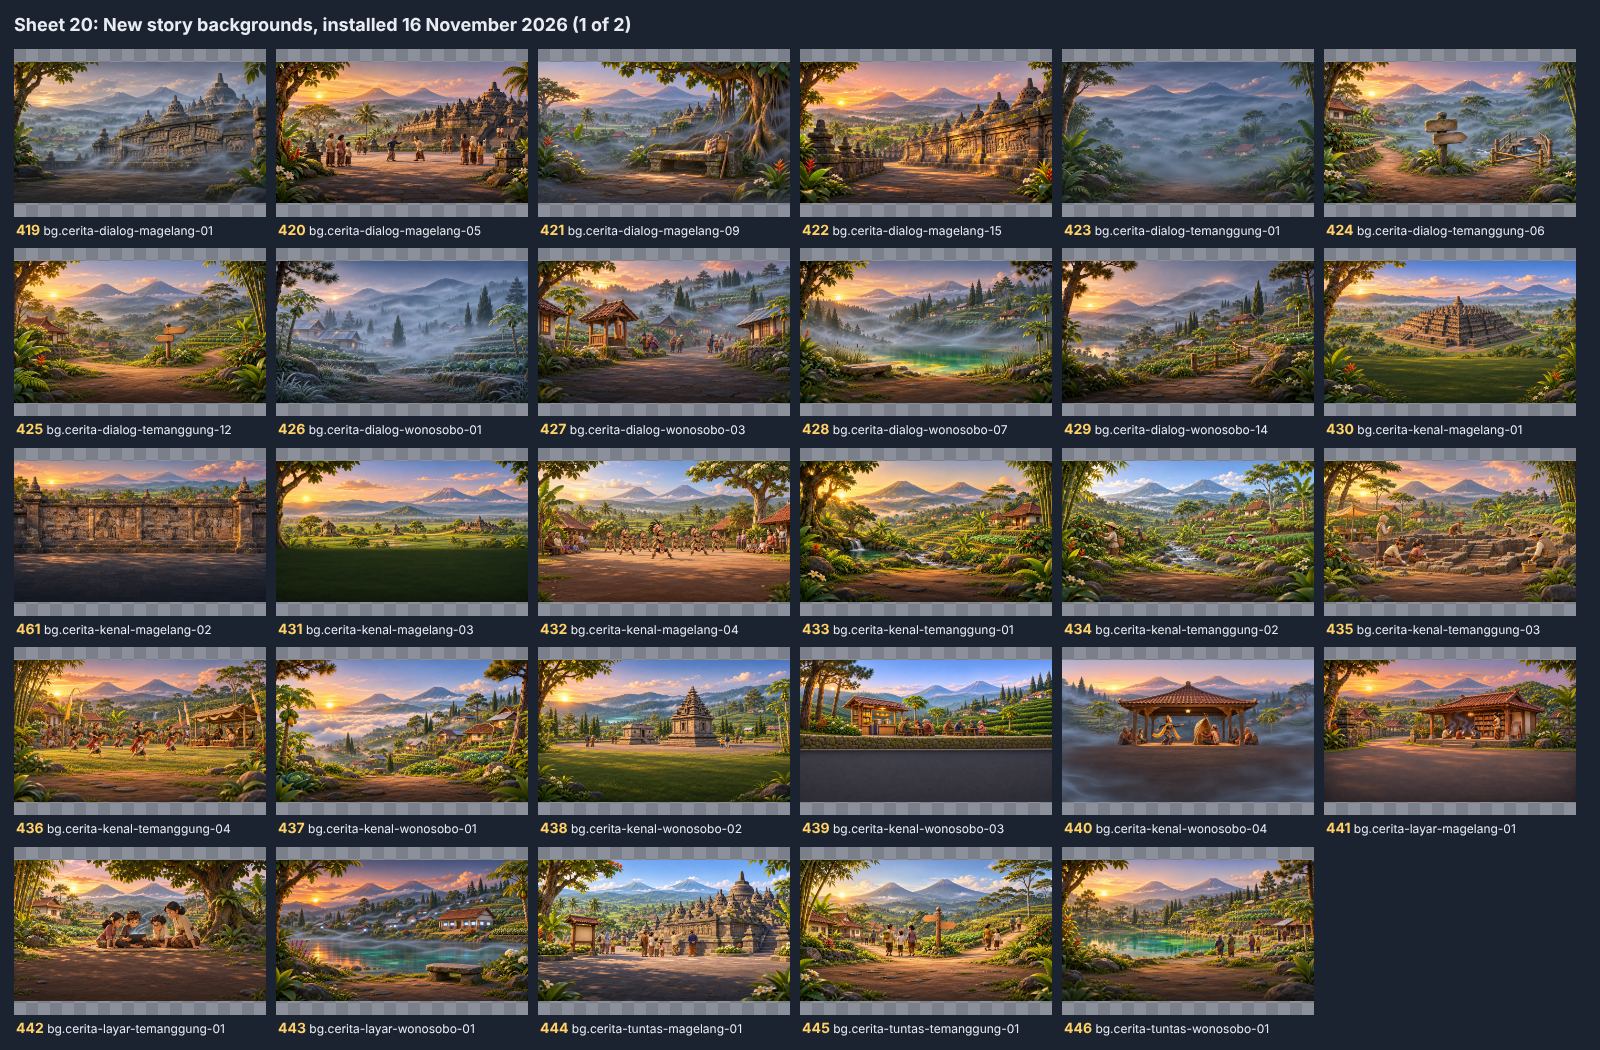 Sheet 20: New story backgrounds, installed 16 November 2026 (1 of 2)
419 bg.cerita-dialog-magelang-01
420 bg.cerita-dialog-magelang-05
421 bg.cerita-dialog-magelang-09
422 bg.cerita-dialog-magelang-15
423 bg.cerita-dialog-temanggung-01
424 bg.cerita-dialog-temanggung-06
425 bg.cerita-dialog-temanggung-12
426 bg.cerita-dialog-wonosobo-01
427 bg.cerita-dialog-wonosobo-03
428 bg.cerita-dialog-wonosobo-07
429 bg.cerita-dialog-wonosobo-14
430 bg.cerita-kenal-magelang-01
461 bg.cerita-kenal-magelang-02
431 bg.cerita-kenal-magelang-03
432 bg.cerita-kenal-magelang-04
433 bg.cerita-kenal-temanggung-01
434 bg.cerita-kenal-temanggung-02
435 bg.cerita-kenal-temanggung-03
436 bg.cerita-kenal-temanggung-04
437 bg.cerita-kenal-wonosobo-01
438 bg.cerita-kenal-wonosobo-02
439 bg.cerita-kenal-wonosobo-03
440 bg.cerita-kenal-wonosobo-04
441 bg.cerita-layar-magelang-01
442 bg.cerita-layar-temanggung-01
443 bg.cerita-layar-wonosobo-01
444 bg.cerita-tuntas-magelang-01
445 bg.cerita-tuntas-temanggung-01
446 bg.cerita-tuntas-wonosobo-01